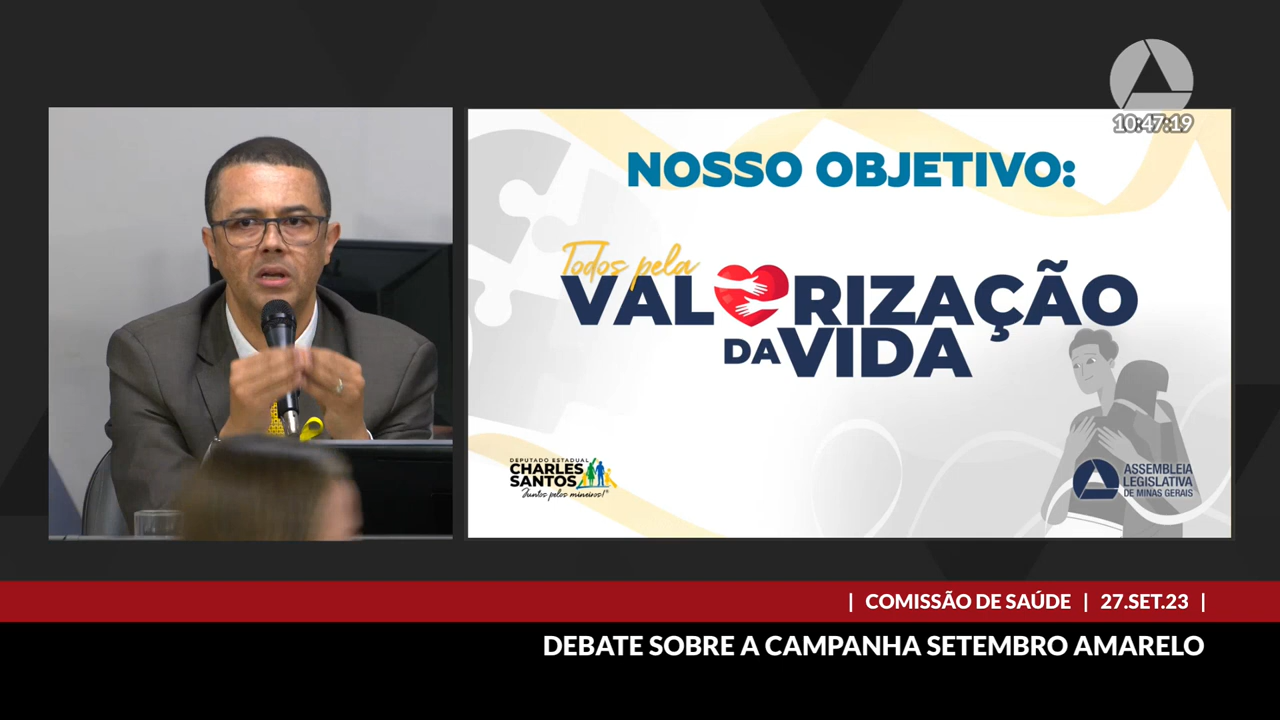 10:47:19
NOSSO OBJETIVO:
Todos pela
VALORIZAÇÃO
DA VIDA
DEPUTADO ESTADUAL
CHARLES
SANTOS
Juntos pelos mineiros!
ASSEMBLEIA
LEGISLATIVA
DE MINAS GERAIS
| COMISSÃO DE SAÚDE | 27.SET.23 |
DEBATE SOBRE A CAMPANHA SETEMBRO AMARELO